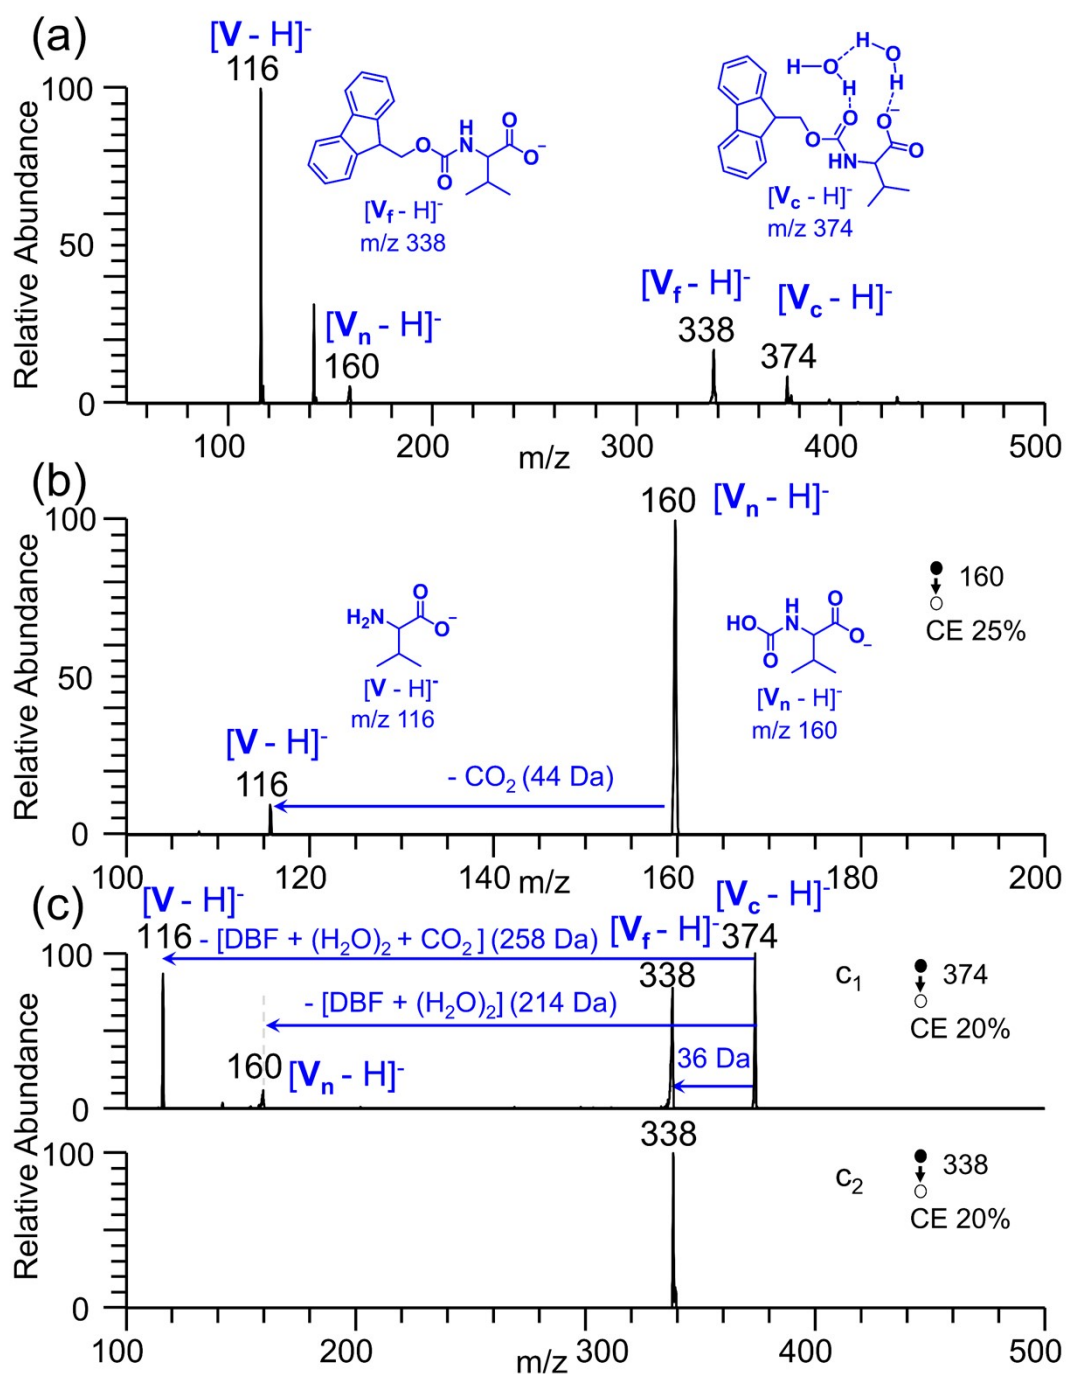 (a)
[V - H]-
116
100
50
0
Relative Abundance
H
N
O
O
O
O-
[Vf - H]-
m/z 338
H
O
H
H
O
H
O
O-
O
NH
O
[Vc - H]-
m/z 374
[Vn - H]-
160
[Vf - H]-
338
[Vc - H]-
374
100 200 300 400 500
m/z
(b)
160 [Vn - H]-
100
50
0
Relative Abundance
H2N
O
O-
[V - H]-
m/z 116
HO
H
N
O
O
O-
[Vn - H]-
m/z 160
160
CE 25%
[V - H]-
116
- CO2 (44 Da)
100 120 140 160 180 200
m/z
(c)
[V - H]-
116
- [DBF + (H2O)2 + CO2] (258 Da)
[Vf - H]-
338
[Vc - H]-
374
- [DBF + (H2O)2] (214 Da)
36 Da
160 [Vn - H]-
c1
374
CE 20%
100
50
0
Relative Abundance
338
c2
338
CE 20%
100
50
0
100 200 300 400 500
m/z